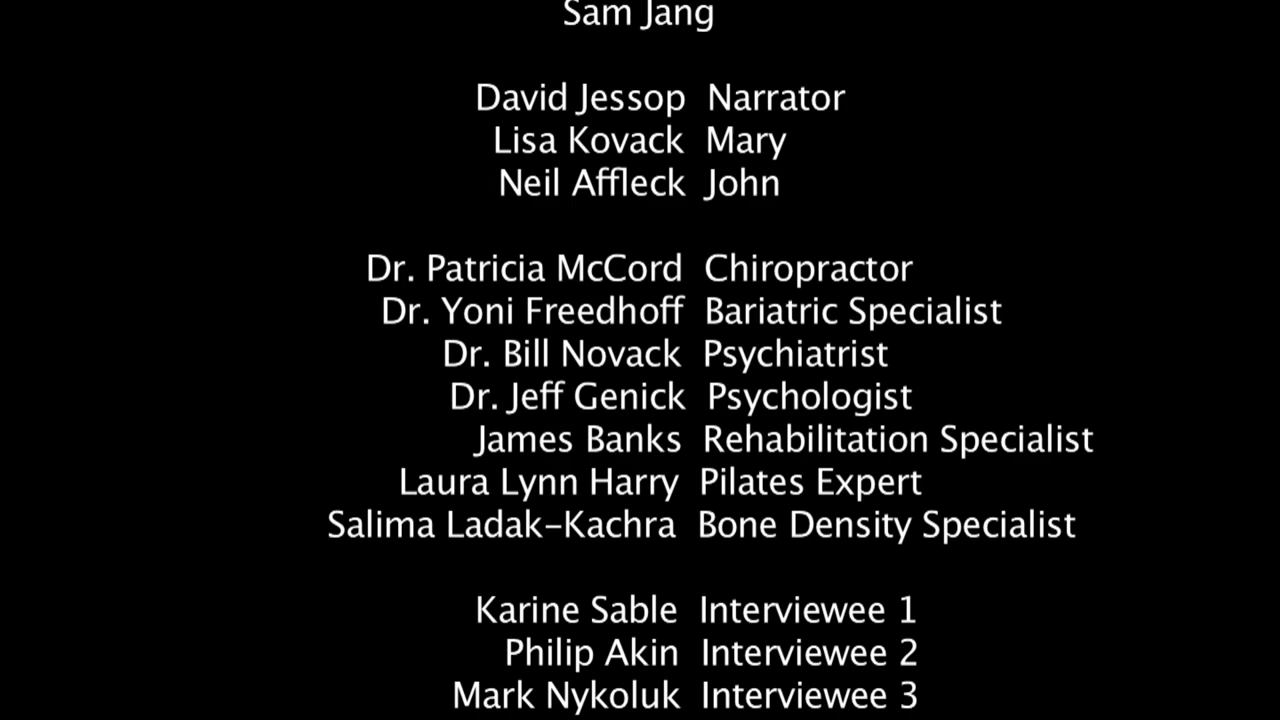 Sam Jang
David Jessop Narrator
Lisa Kovack Mary
Neil Affleck John
Dr. Patricia McCord Chiropractor
Dr. Yoni Freedhoff Bariatric Specialist
Dr. Bill Novack Psychiatrist
Dr. Jeff Genick Psychologist
James Banks Rehabilitation Specialist
Laura Lynn Harry Pilates Expert
Salima Ladak-Kachra Bone Density Specialist
Karine Sable Interviewee 1
Philip Akin Interviewee 2
Mark Nykoluk Interviewee 3